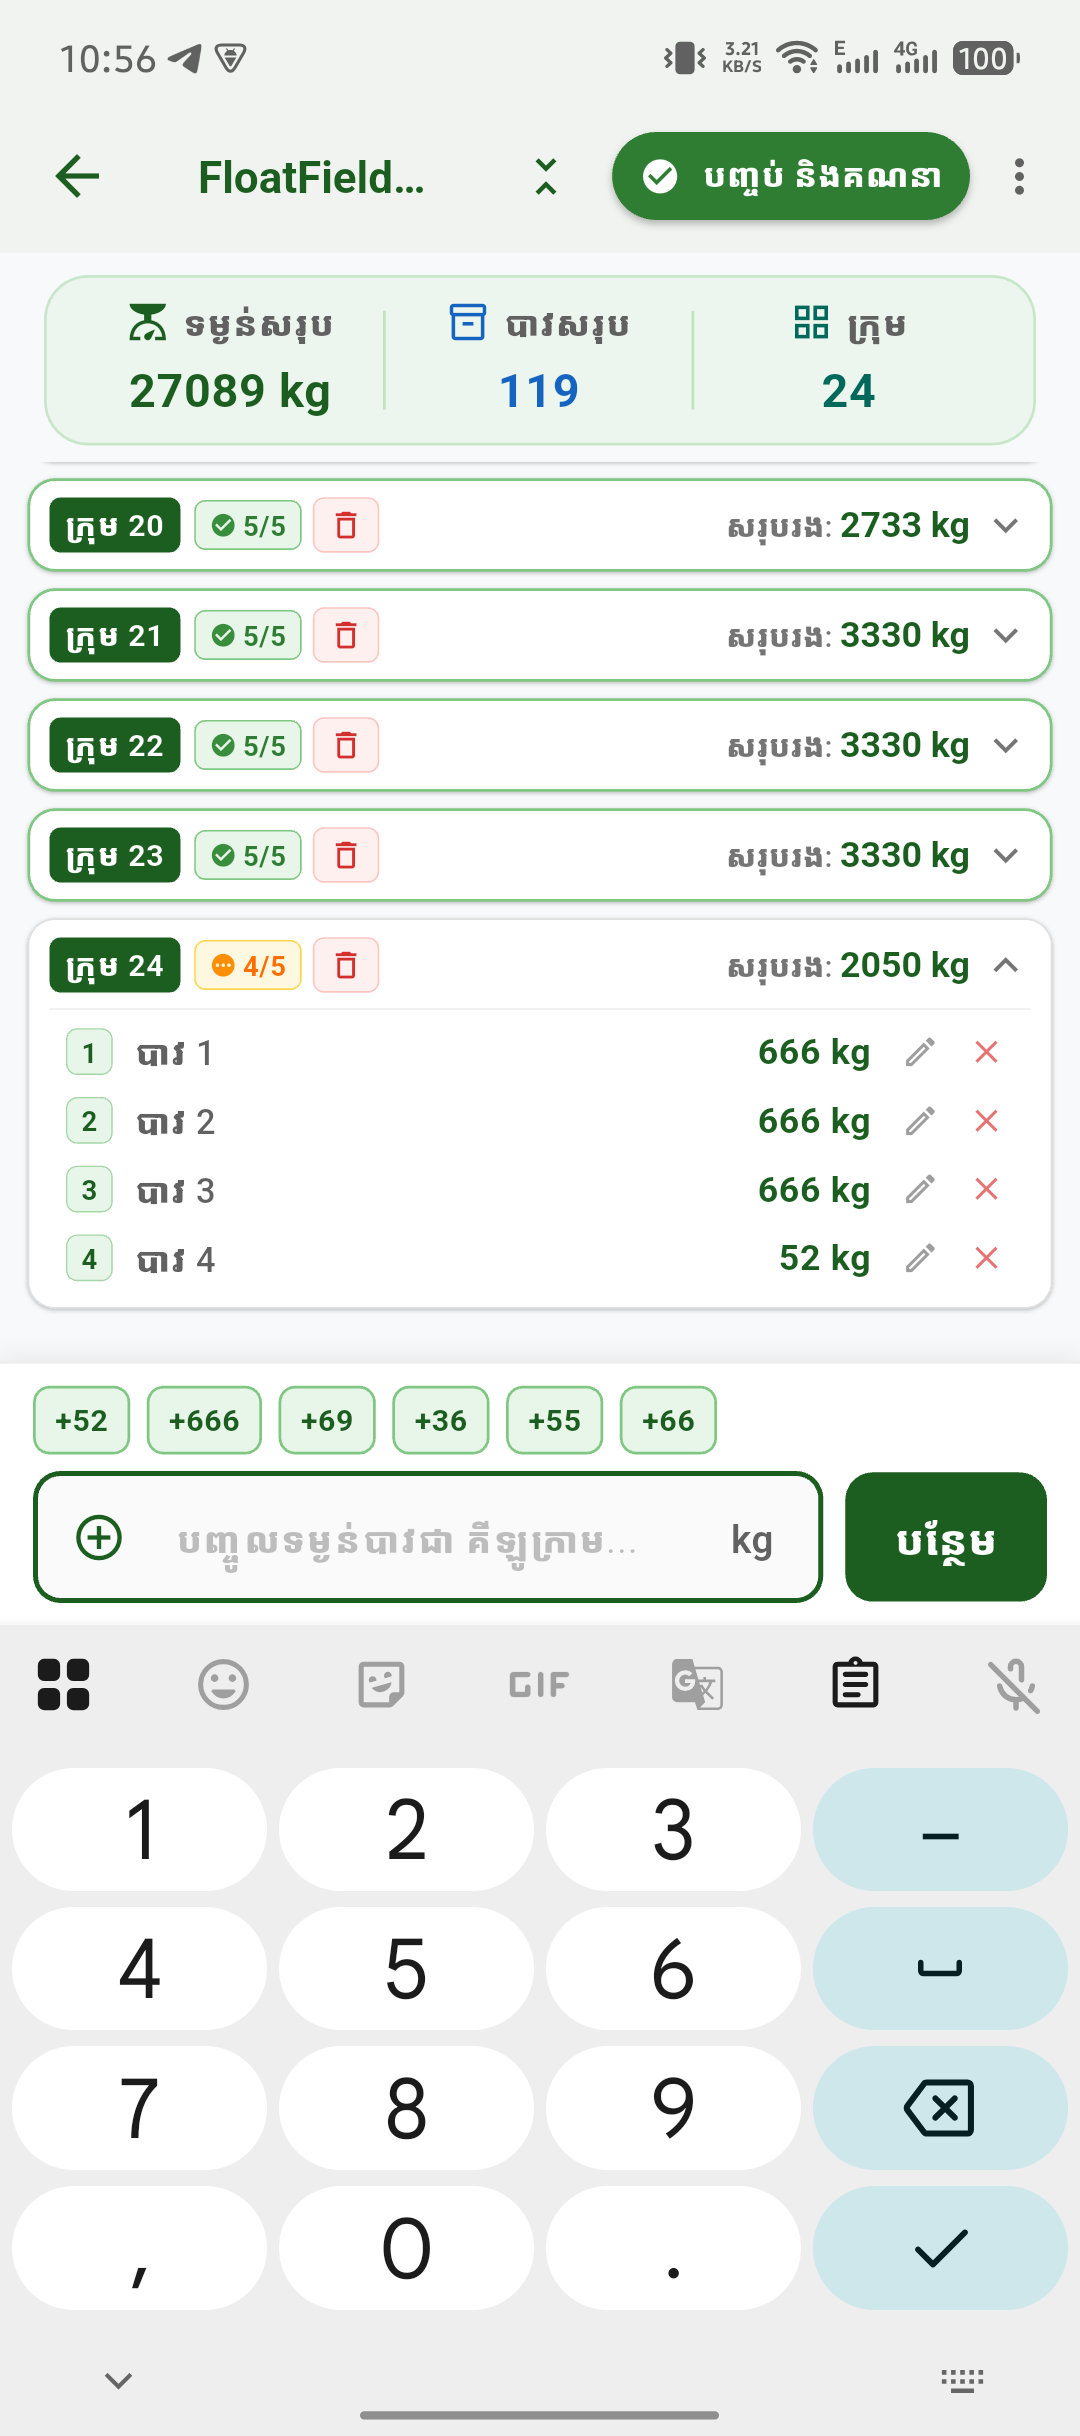 10:56 3.21 KB/S E 4G 100
FloatField... បញ្ចប់ និងគណនា
ទម្ងន់សរុប បាវសរុប ក្រុម
27089 kg 119 24
ក្រុម 20 5/5 សរុបរង: 2733 kg
ក្រុម 21 5/5 សរុបរង: 3330 kg
ក្រុម 22 5/5 សរុបរង: 3330 kg
ក្រុម 23 5/5 សរុបរង: 3330 kg
ក្រុម 24 4/5 សរុបរង: 2050 kg
1 បាវ 1 666 kg
2 បាវ 2 666 kg
3 បាវ 3 666 kg
4 បាវ 4 52 kg
+52 +666 +69 +36 +55 +66
បញ្ចូលទម្ងន់បាវជា គីឡូក្រាម... kg បន្ថែម
GIF G
1 2 3 –
4 5 6
7 8 9
, 0 .